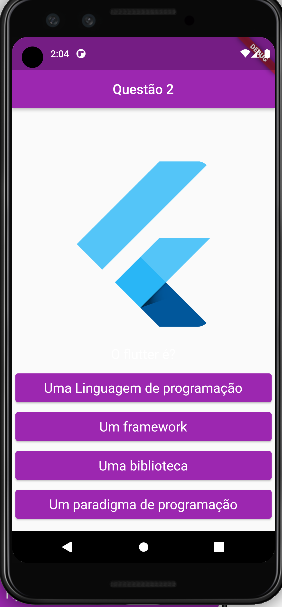 2:04
DEBUG
Questão 2
O flutter é?
Uma Linguagem de programação
Um framework
Uma biblioteca
Um paradigma de programação